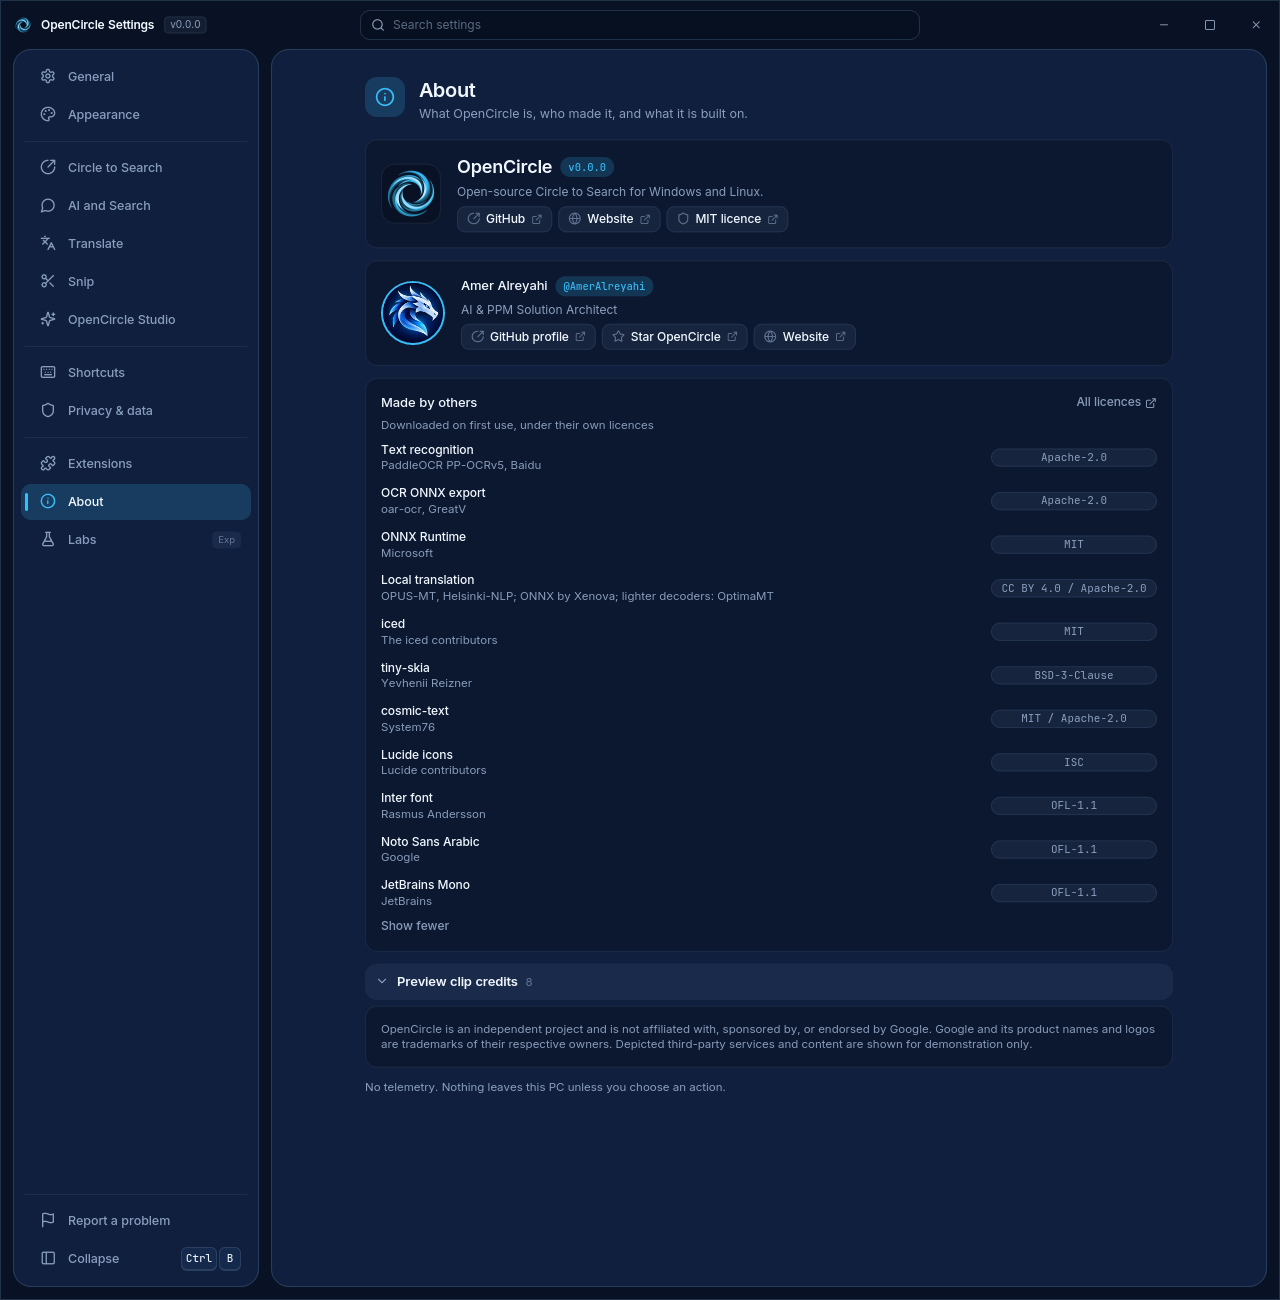 OpenCircle Settings v0.0.0
Search settings
General
Appearance
Circle to Search
AI and Search
Translate
Snip
OpenCircle Studio
Shortcuts
Privacy & data
Extensions
About
Labs Exp
Report a problem
Collapse Ctrl B
About
What OpenCircle is, who made it, and what it is built on.
OpenCircle v0.0.0
Open-source Circle to Search for Windows and Linux.
GitHub Website MIT licence
Amer Alreyahi @AmerAlreyahi
AI & PPM Solution Architect
GitHub profile Star OpenCircle Website
Made by others All licences
Downloaded on first use, under their own licences
Text recognition
PaddleOCR PP-OCRv5, Baidu
Apache-2.0
OCR ONNX export
oar-ocr, GreatV
Apache-2.0
ONNX Runtime
Microsoft
MIT
Local translation
OPUS-MT, Helsinki-NLP; ONNX by Xenova; lighter decoders: OptimaMT
CC BY 4.0 / Apache-2.0
iced
The iced contributors
MIT
tiny-skia
Yevhenii Reizner
BSD-3-Clause
cosmic-text
System76
MIT / Apache-2.0
Lucide icons
Lucide contributors
ISC
Inter font
Rasmus Andersson
OFL-1.1
Noto Sans Arabic
Google
OFL-1.1
JetBrains Mono
JetBrains
OFL-1.1
Show fewer
Preview clip credits 8
OpenCircle is an independent project and is not affiliated with, sponsored by, or endorsed by Google. Google and its product names and logos
are trademarks of their respective owners. Depicted third-party services and content are shown for demonstration only.
No telemetry. Nothing leaves this PC unless you choose an action.